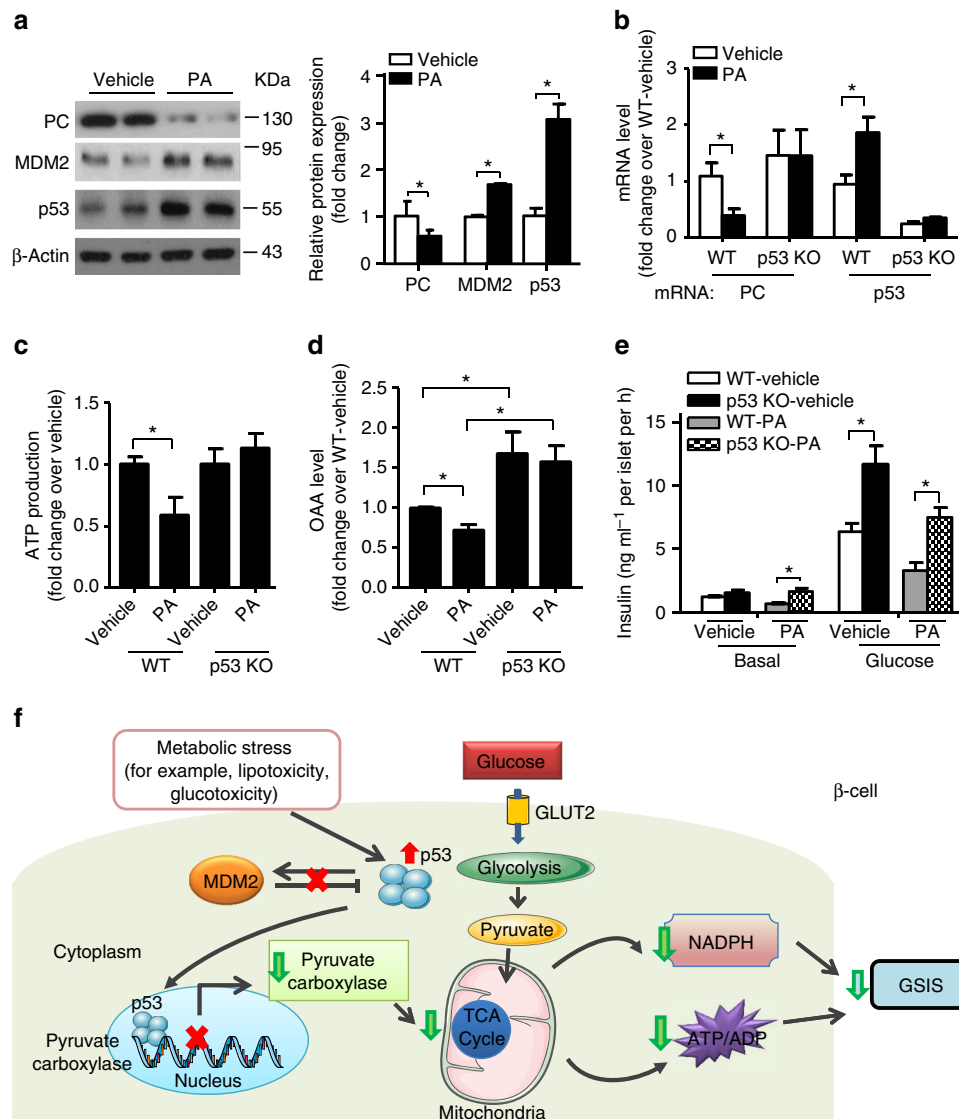 a
Vehicle PA KDa
PC
MDM2
p53
β-Actin
130
95
55
43
Relative protein expression
(fold change)
Vehicle
PA
4
3
2
1
0
* * *
PC MDM2 p53
b
mRNA level
(fold change over WT-vehicle)
Vehicle
PA
3
2
1
0
* *
WT p53 KO WT p53 KO
mRNA: PC p53
c
ATP production
(fold change over vehicle)
1.5
1.0
0.5
0.0
*
Vehicle PA Vehicle PA
WT p53 KO
d
OAA level
(fold change over WT-vehicle)
2.5
2.0
1.5
1.0
0.5
0.0
* * *
Vehicle PA Vehicle PA
WT p53 KO
e
Insulin (ng ml⁻¹ per islet per h)
WT-vehicle
p53 KO-vehicle
WT-PA
p53 KO-PA
15
10
5
0
* * *
Vehicle PA Vehicle PA
Basal Glucose
f
Metabolic stress
(for example, lipotoxicity,
glucotoxicity)
Glucose
β-cell
GLUT2
p53
MDM2
Glycolysis
Pyruvate
Cytoplasm
Pyruvate
carboxylase
NADPH
GSIS
p53
Pyruvate
carboxylase
Nucleus
TCA
Cycle
ATP/ADP
Mitochondria